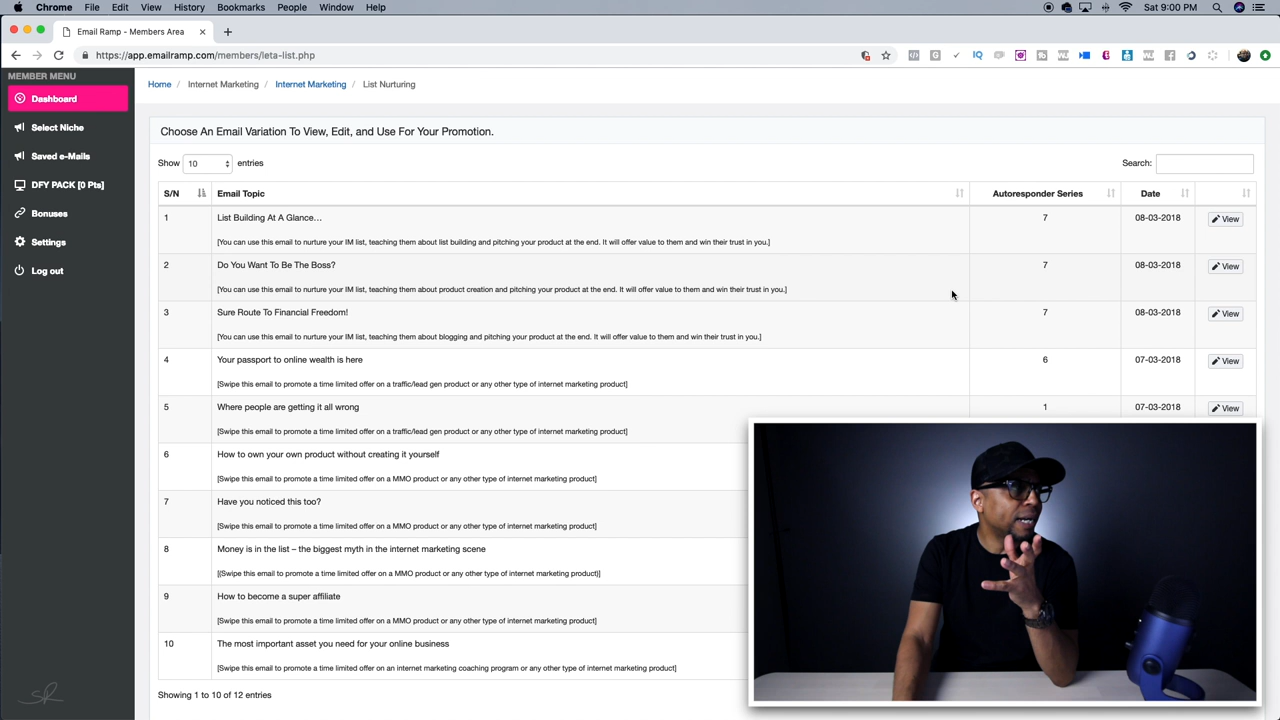 Chrome File Edit View History Bookmarks People Window Help Sat 9:00 PM
Email Ramp - Members Area
https://app.emailramp.com/members/leta-list.php
MEMBER MENU
Dashboard
Select Niche
Saved e-Mails
DFY PACK [0 Pts]
Bonuses
Settings
Log out
Home / Internet Marketing / Internet Marketing / List Nurturing
Choose An Email Variation To View, Edit, and Use For Your Promotion.
Show 10 entries Search:
S/N Email Topic Autoresponder Series Date
1 List Building At A Glance… 7 08-03-2018 View
[You can use this email to nurture your IM list, teaching them about list building and pitching your product at the end. It will offer value to them and win their trust in you.]
2 Do You Want To Be The Boss? 7 08-03-2018 View
[You can use this email to nurture your IM list, teaching them about product creation and pitching your product at the end. It will offer value to them and win their trust in you.]
3 Sure Route To Financial Freedom! 7 08-03-2018 View
[You can use this email to nurture your IM list, teaching them about blogging and pitching your product at the end. It will offer value to them and win their trust in you.]
4 Your passport to online wealth is here 6 07-03-2018 View
[Swipe this email to promote a time limited offer on a traffic/lead gen product or any other type of internet marketing product]
5 Where people are getting it all wrong 1 07-03-2018 View
[Swipe this email to promote a time limited offer on a traffic/lead gen product or any other type of internet marketing product]
6 How to own your own product without creating it yourself
[Swipe this email to promote a time limited offer on a MMO product or any other type of internet marketing product]
7 Have you noticed this too?
[Swipe this email to promote a time limited offer on a MMO product or any other type of internet marketing product]
8 Money is in the list – the biggest myth in the internet marketing scene
[(Swipe this email to promote a time limited offer on a MMO product or any other type of internet marketing product)]
9 How to become a super affiliate
[Swipe this email to promote a time limited offer on a MMO product or any other type of internet marketing product]
10 The most important asset you need for your online business
[Swipe this email to promote a time limited offer on an internet marketing coaching program or any other type of internet marketing product]
Showing 1 to 10 of 12 entries
SR